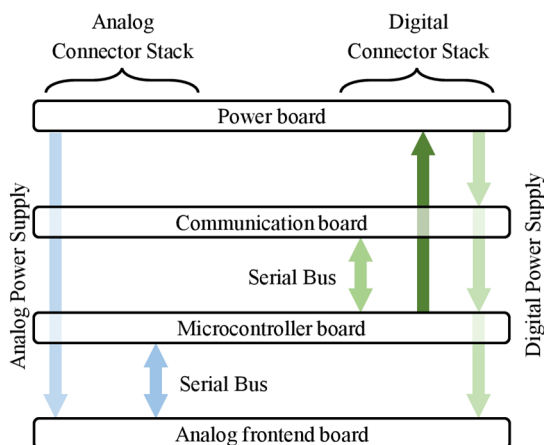 Analog
Connector Stack
Digital
Connector Stack
Power board
Analog Power Supply
Communication board
Digital Power Supply
Serial Bus
Microcontroller board
Serial Bus
Analog frontend board